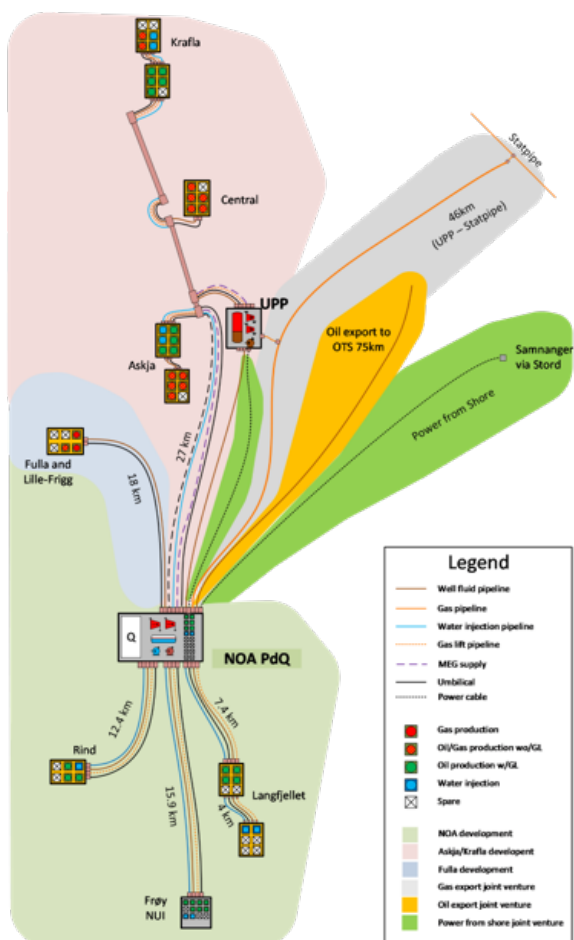 Krafla
Central
Statpipe
46km
(UPP – Statpipe)
UPP
Oil export to
OTS 75km
Samnanger
via Stord
Power from Shore
Askja
27 km
Fulla and
Lille-Frigg
18 km
Q
NOA PdQ
12.4 km
7.4 km
Rind
15.9 km
Langfjellet
4 km
Frøy
NUI
Legend
Well fluid pipeline
Gas pipeline
Water injection pipeline
Gas lift pipeline
MEG supply
Umbilical
Power cable
Gas production
Oil/Gas production wo/GL
Oil production w/GL
Water injection
Spare
NOA development
Askja/Krafla developent
Fulla development
Gas export joint venture
Oil export joint venture
Power from shore joint venture